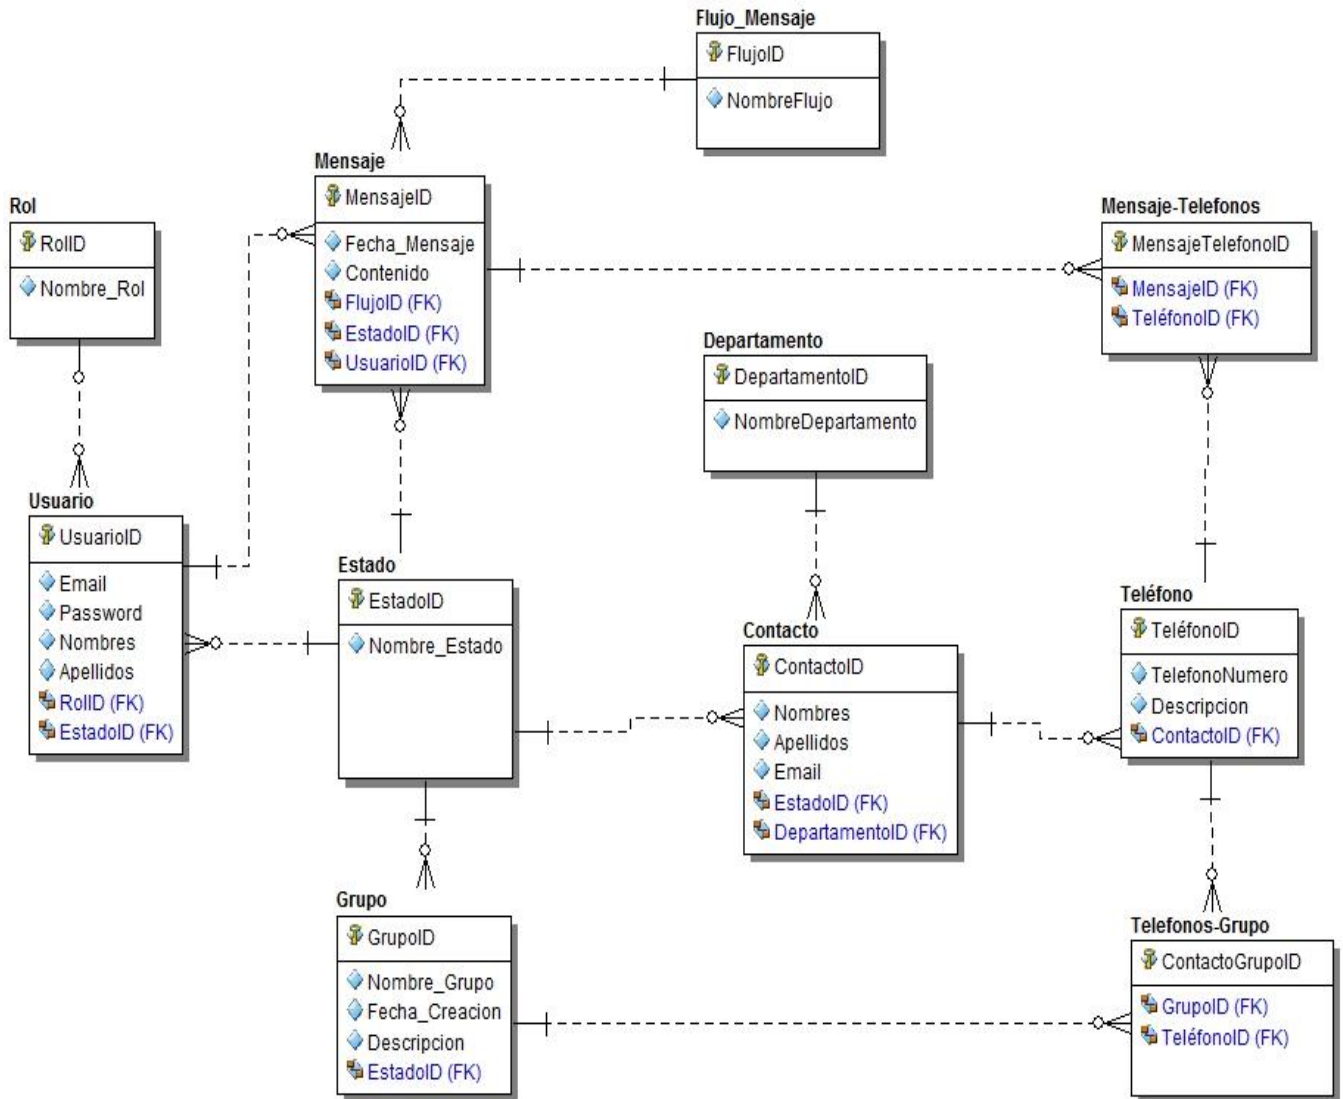 Flujo_Mensaje
FlujoID
NombreFlujo
Mensaje
MensajeID
Fecha_Mensaje
Contenido
FlujoID (FK)
EstadoID (FK)
UsuarioID (FK)
Rol
RolID
Nombre_Rol
Mensaje-Telefonos
MensajeTelefonoID
MensajeID (FK)
TeléfonoID (FK)
Departamento
DepartamentoID
NombreDepartamento
Usuario
UsuarioID
Email
Password
Nombres
Apellidos
RolID (FK)
EstadoID (FK)
Estado
EstadoID
Nombre_Estado
Contacto
ContactoID
Nombres
Apellidos
Email
EstadoID (FK)
DepartamentoID (FK)
Teléfono
TeléfonoID
TelefonoNumero
Descripcion
ContactoID (FK)
Grupo
GrupoID
Nombre_Grupo
Fecha_Creacion
Descripcion
EstadoID (FK)
Telefonos-Grupo
ContactoGrupoID
GrupoID (FK)
TeléfonoID (FK)